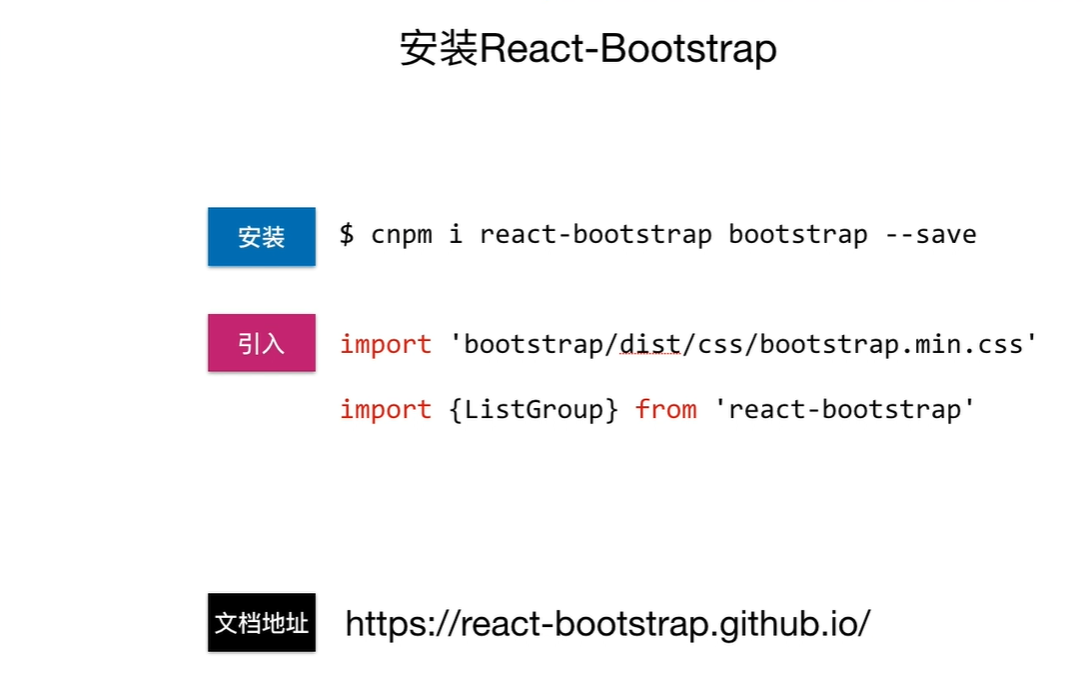 安装React-Bootstrap
安装 $ cnpm i react-bootstrap bootstrap --save
引入 import 'bootstrap/dist/css/bootstrap.min.css'
import {ListGroup} from 'react-bootstrap'
文档地址 https://react-bootstrap.github.io/